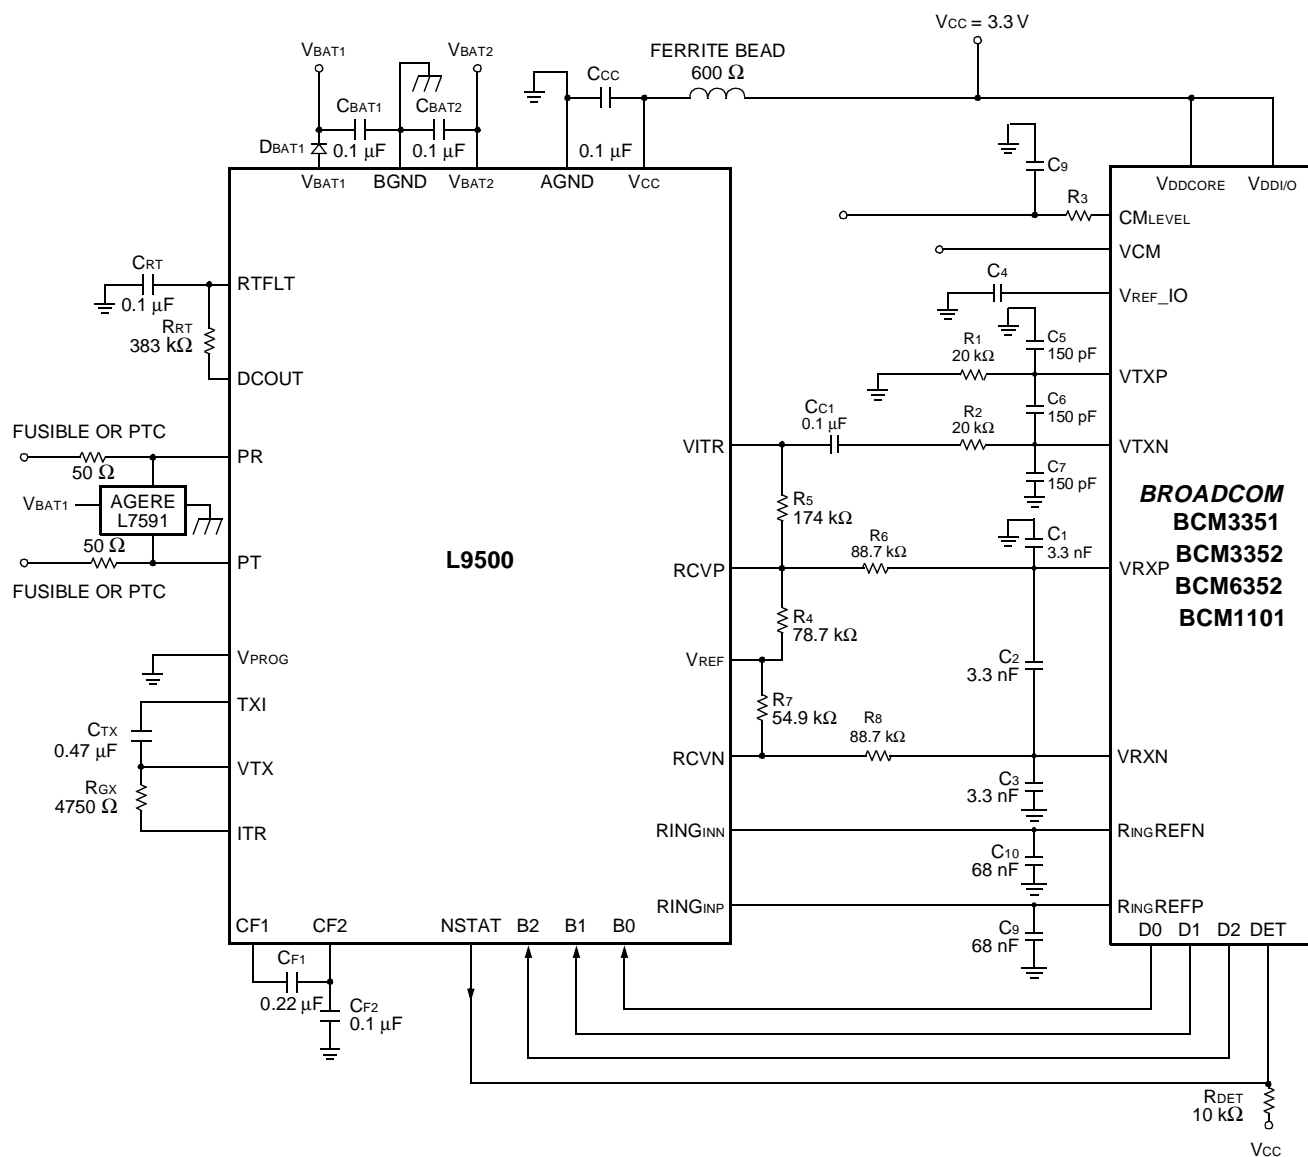 VCC = 3.3 V
VBAT1
VBAT2
FERRITE BEAD
600 Ω
CCC
CBAT1
CBAT2
DBAT1
0.1 µF
0.1 µF
0.1 µF
C9
VBAT1
BGND
VBAT2
AGND
VCC
VDDCORE
VDDI/O
R3
CMLEVEL
VCM
CRT
0.1 µF
RTFLT
C4
VREF_IO
RRT
383 kΩ
DCOUT
R1
20 kΩ
C5
150 pF
VTXP
CC1
0.1 µF
R2
20 kΩ
C6
150 pF
FUSIBLE OR PTC
50 Ω
PR
VITR
VTXN
C7
150 pF
VBAT1
AGERE
L7591
R5
174 kΩ
BROADCOM
BCM3351
BCM3352
BCM6352
BCM1101
50 Ω
FUSIBLE OR PTC
PT
L9500
R6
88.7 kΩ
C1
3.3 nF
RCVP
VRXP
R4
78.7 kΩ
VPROG
VREF
C2
3.3 nF
TXI
CTX
0.47 µF
R7
54.9 kΩ
R8
88.7 kΩ
VTX
RCVN
VRXN
RGX
4750 Ω
C3
3.3 nF
ITR
RINGINN
RINGREFN
C10
68 nF
RINGINP
RINGREFP
C9
68 nF
CF1
CF2
NSTAT
B2
B1
B0
D0
D1
D2
DET
CF1
0.22 µF
CF2
0.1 µF
RDET
10 kΩ
VCC